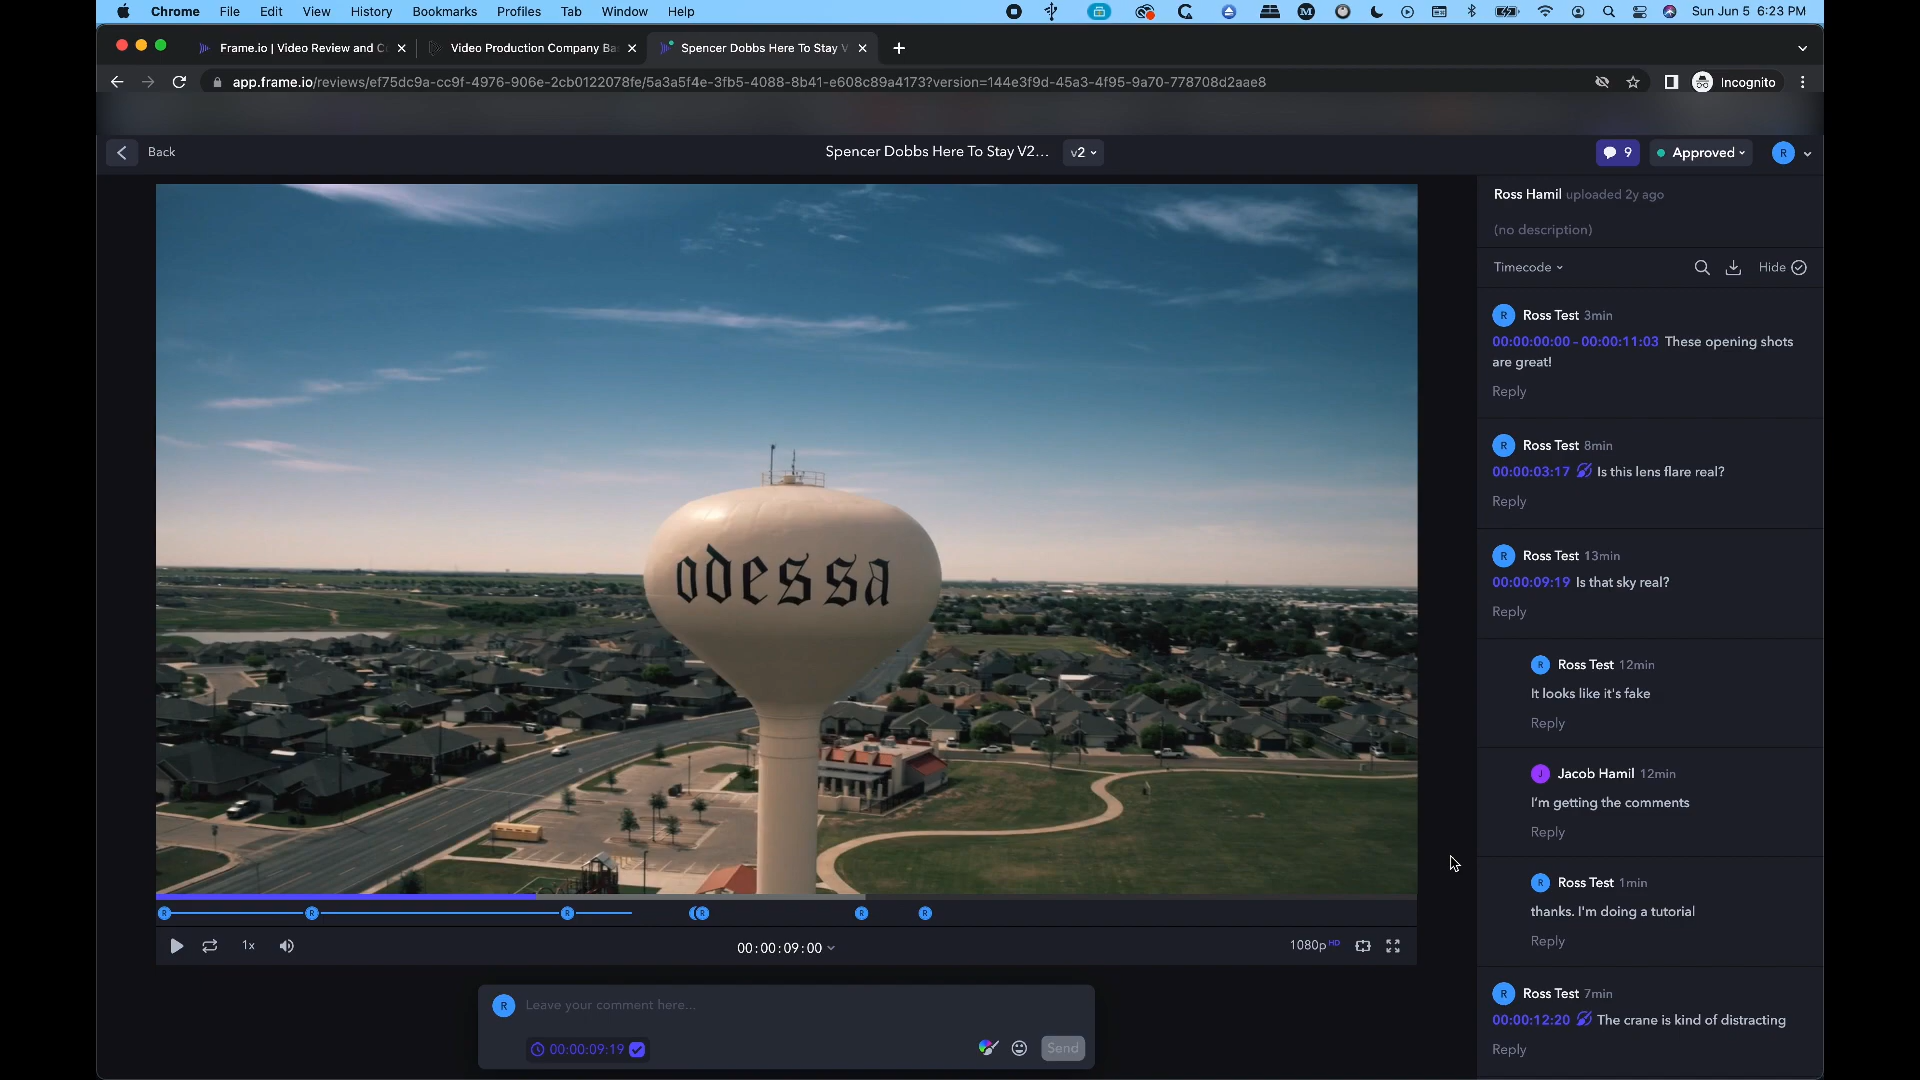 Chrome File Edit View History Bookmarks Profiles Tab Window Help Sun Jun 5 6:23 PM
Frame.io | Video Review and C Video Production Company Ba Spencer Dobbs Here To Stay V
app.frame.io/reviews/ef75dc9a-cc9f-4976-906e-2cb0122078fe/5a3a5f4e-3fb5-4088-8b41-e608c89a4173?version=144e3f9d-45a3-4f95-9a70-778708d2aae8 Incognito
Back Spencer Dobbs Here To Stay V2... v2 9 Approved R
odessa
R R R R R R
1x 00:00:09:00 1080p HD
R Leave your comment here...
00:00:09:19 Send
Ross Hamil uploaded 2y ago
(no description)
Timecode Hide
R Ross Test 3min
00:00:00:00 - 00:00:11:03 These opening shots
are great!
Reply
R Ross Test 8min
00:00:03:17 Is this lens flare real?
Reply
R Ross Test 13min
00:00:09:19 Is that sky real?
Reply
R Ross Test 12min
It looks like it's fake
Reply
J Jacob Hamil 12min
I'm getting the comments
Reply
R Ross Test 1min
thanks. I'm doing a tutorial
Reply
R Ross Test 7min
00:00:12:20 The crane is kind of distracting
Reply